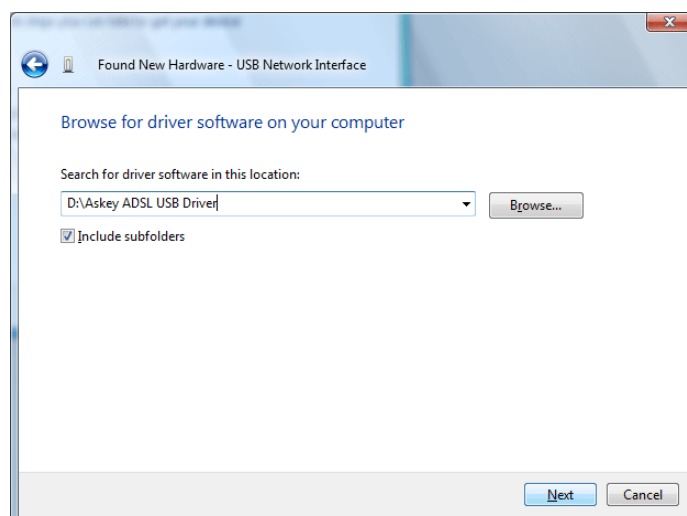 Found New Hardware - USB Network Interface
Browse for driver software on your computer
Search for driver software in this location:
D:\Askey ADSL USB Driver
Browse...
Include subfolders
Next
Cancel